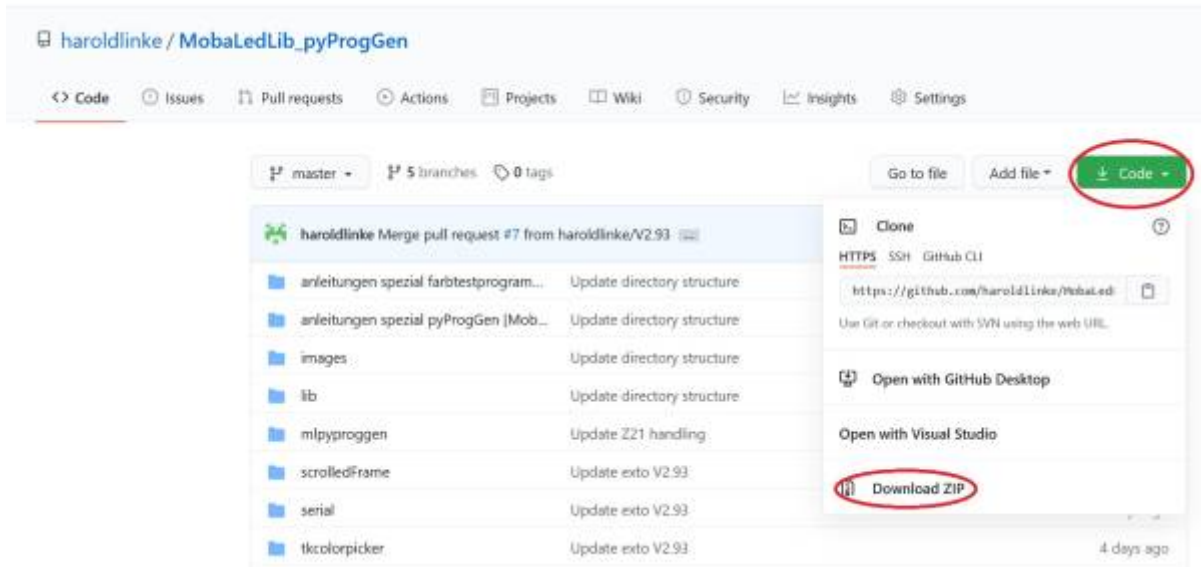 haroldlinke / MobaLedLib_pyProgGen
<> Code Issues Pull requests Actions Projects Wiki Security Insights Settings
master 5 branches 0 tags Go to file Add file Code
haroldlinke Merge pull request #7 from haroldlinke/V2.93 ...
Clone
HTTPS SSH GitHub CLI
https://github.com/haroldlinke/MobaLed
Use Git or checkout with SVN using the web URL.
Open with GitHub Desktop
Open with Visual Studio
Download ZIP
anleitungen spezial farbtestprogram... Update directory structure
anleitungen spezial pyProgGen (Mob... Update directory structure
images Update directory structure
lib Update directory structure
mlpyproggen Update Z21 handling
scrolledFrame Update exto V2.93
serial Update exto V2.93
tkcolorpicker Update exto V2.93 4 days ago